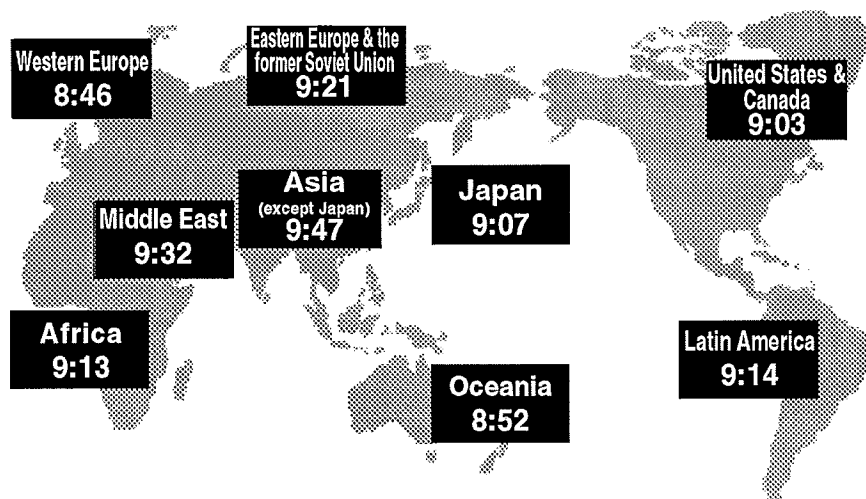 Western Europe
8:46
Eastern Europe & the
former Soviet Union
9:21
United States &
Canada
9:03
Middle East
9:32
Asia
(except Japan)
9:47
Japan
9:07
Africa
9:13
Oceania
8:52
Latin America
9:14